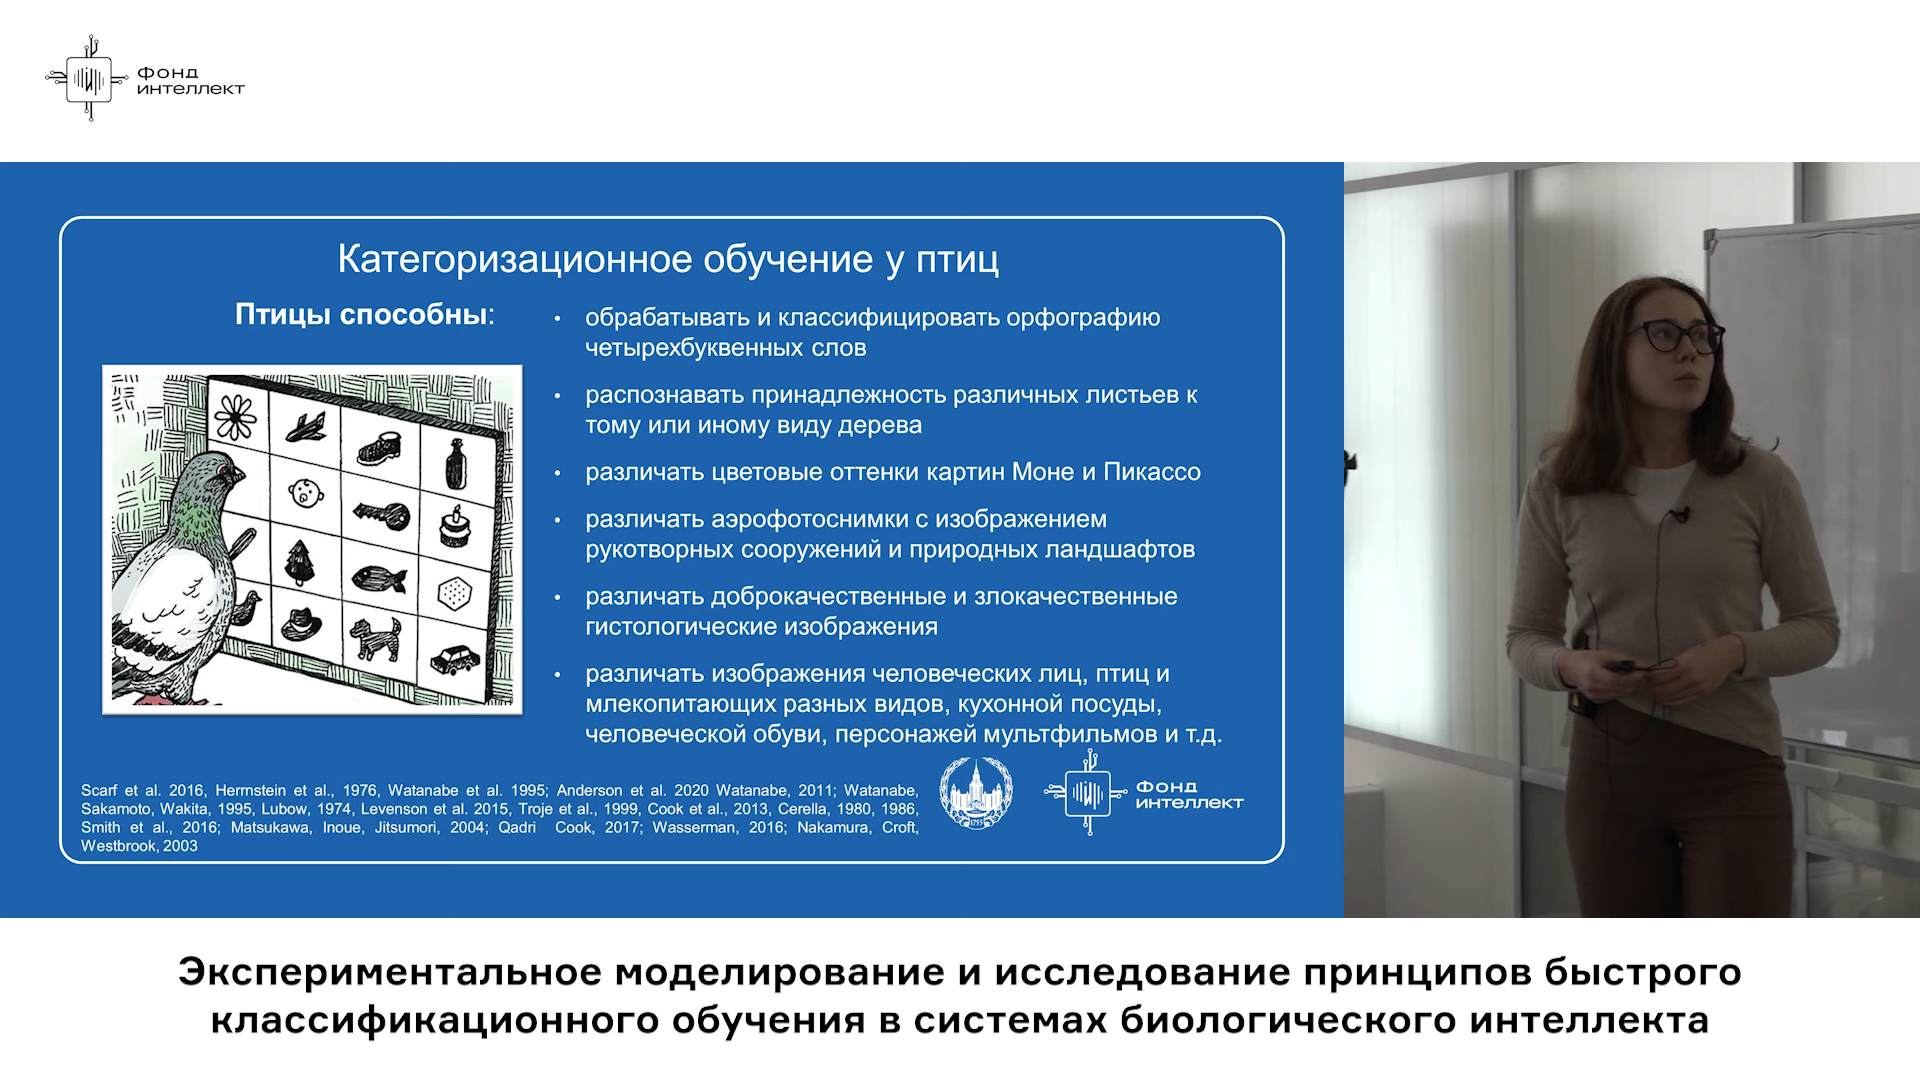 Фонд
интеллект
Категоризационное обучение у птиц
Птицы способны:
• обрабатывать и классифицировать орфографию
четырехбуквенных слов
• распознавать принадлежность различных листьев к
тому или иному виду дерева
• различать цветовые оттенки картин Моне и Пикассо
• различать аэрофотоснимки с изображением
рукотворных сооружений и природных ландшафтов
• различать доброкачественные и злокачественные
гистологические изображения
• различать изображения человеческих лиц, птиц и
млекопитающих разных видов, кухонной посуды,
человеческой обуви, персонажей мультфильмов и т.д.
Scarf et al. 2016, Herrnstein et al., 1976, Watanabe et al. 1995; Anderson et al. 2020 Watanabe, 2011; Watanabe,
Sakamoto, Wakita, 1995, Lubow, 1974, Levenson et al. 2015, Troje et al., 1999, Cook et al., 2013, Cerella, 1980, 1986,
Smith et al., 2016; Matsukawa, Inoue, Jitsumori, 2004; Qadri Cook, 2017; Wasserman, 2016; Nakamura, Croft,
Westbrook, 2003
1755
Фонд
интеллект
Экспериментальное моделирование и исследование принципов быстрого
классификационного обучения в системах биологического интеллекта